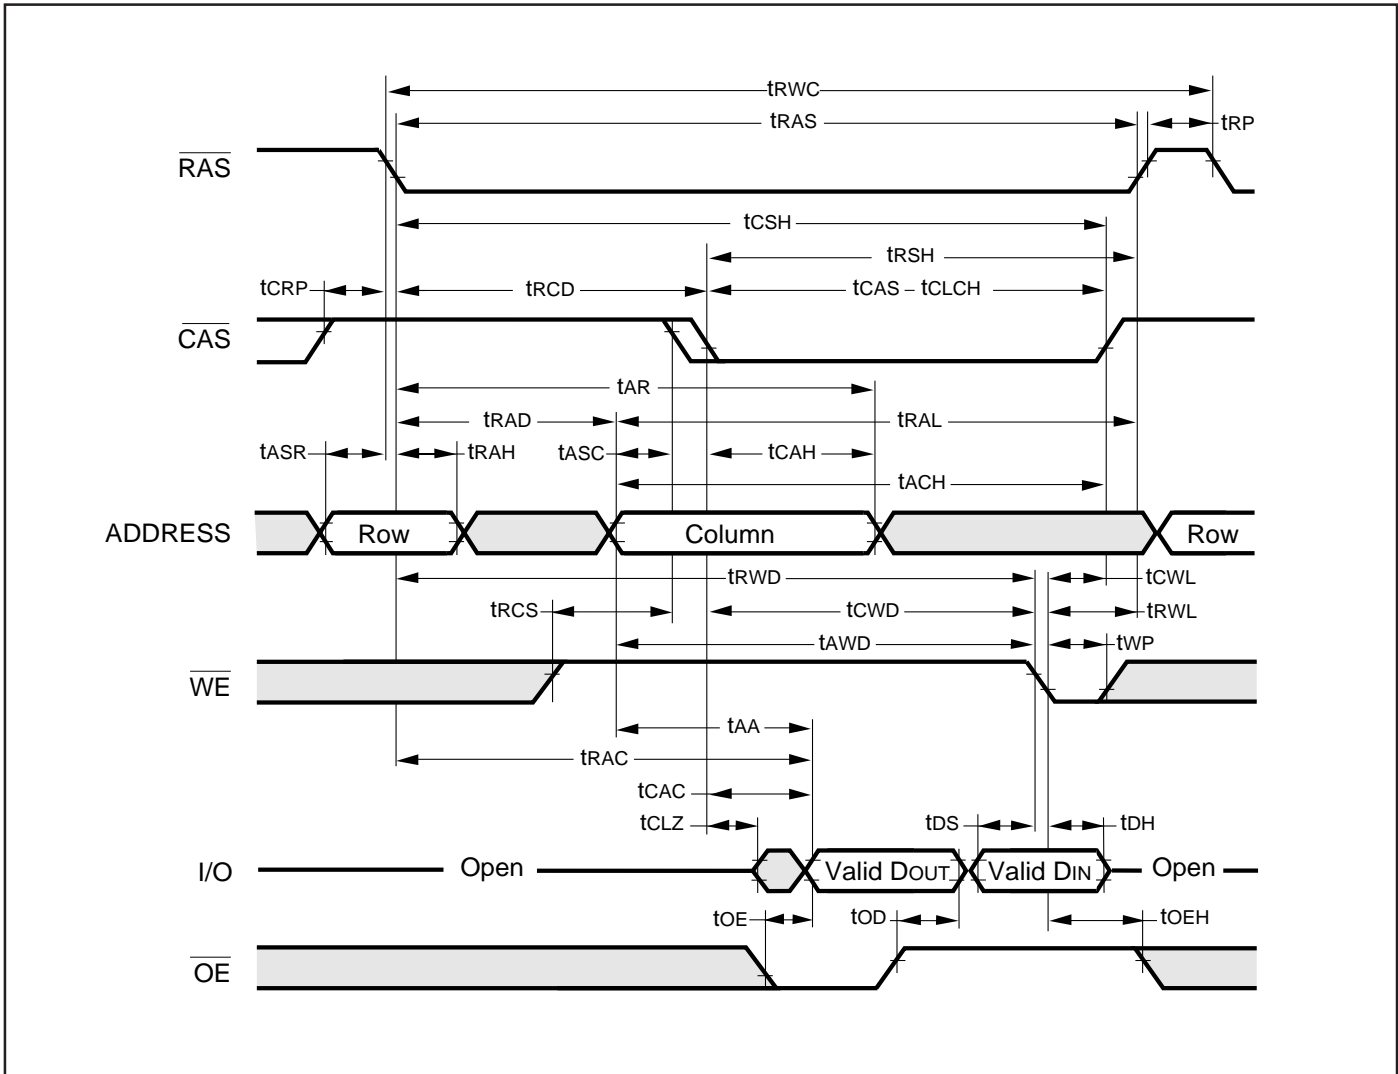 tRWC
tRAS
tRP
RAS
tCSH
tRSH
tCRP
tRCD
tCAS – tCLCH
CAS
tAR
tRAD
tRAL
tASR
tRAH
tASC
tCAH
tACH
ADDRESS
Row
Column
Row
tRWD
tCWL
tRCS
tCWD
tRWL
tAWD
tWP
WE
tAA
tRAC
tCAC
tCLZ
tDS
tDH
I/O
Open
Valid DOUT
Valid DIN
Open
tOE
tOD
tOEH
OE